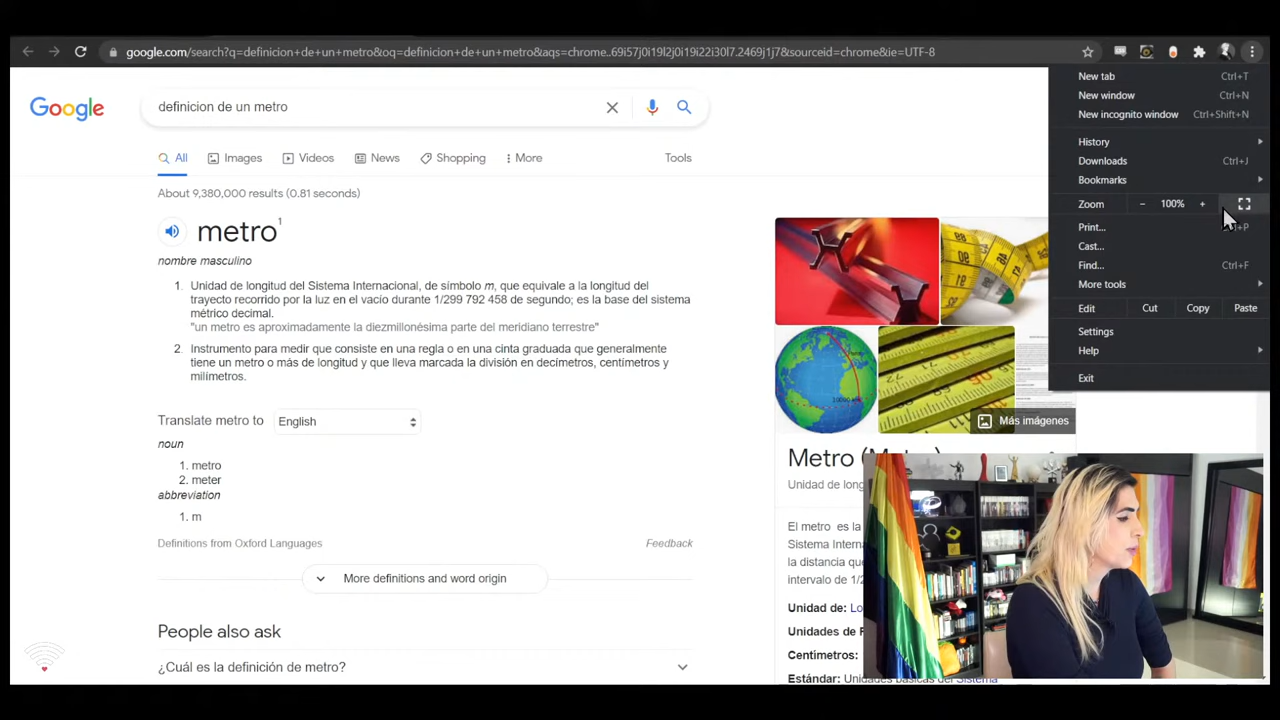 google.com/search?q=definicion+de+un+metro&oq=definicion+de+un+metro&aqs=chrome..69i57j0i19l2j0i19i22i30l7.2469j1j7&sourceid=chrome&ie=UTF-8
Google
definicion de un metro
All
Images
Videos
News
Shopping
More
Tools
About 9,380,000 results (0.81 seconds)
metro¹
nombre masculino
1. Unidad de longitud del Sistema Internacional, de símbolo m, que equivale a la longitud del
trayecto recorrido por la luz en el vacío durante 1/299 792 458 de segundo; es la base del sistema
métrico decimal.
"un metro es aproximadamente la diezmillonésima parte del meridiano terrestre"
2. Instrumento para medir que consiste en una regla o en una cinta graduada que generalmente
tiene un metro o más de longitud y que lleva marcada la división en decímetros, centímetros y
milímetros.
Translate metro to
English
noun
1. metro
2. meter
abbreviation
1. m
Definitions from Oxford Languages
Feedback
More definitions and word origin
People also ask
¿Cuál es la definición de metro?
New tab Ctrl+T
New window Ctrl+N
New incognito window Ctrl+Shift+N
History
Downloads Ctrl+J
Bookmarks
Zoom - 100% +
Print...
Cast...
Find... Ctrl+F
More tools
Edit Cut Copy Paste
Settings
Help
Exit
Más imágenes
Metro
Unidad de
El metro es la
Sistema
la distancia que
intervalo de
Unidad de:
Unidades de
Centímetros:
Estándar: Unidades básicas del Sistema